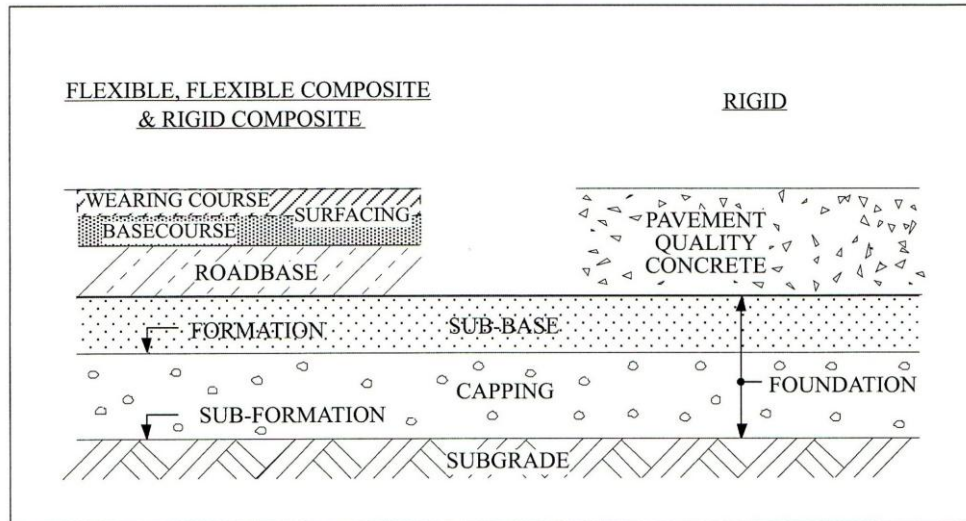 FLEXIBLE, FLEXIBLE COMPOSITE
& RIGID COMPOSITE
RIGID
WEARING COURSE
SURFACING
BASECOURSE
ROADBASE
PAVEMENT
QUALITY
CONCRETE
FORMATION
SUB-BASE
CAPPING
FOUNDATION
SUB-FORMATION
SUBGRADE